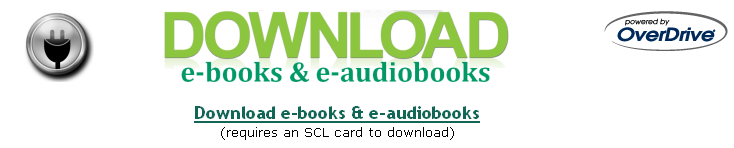 DOWNLOAD
e-books & e-audiobooks
powered by
OverDrive®
Download e-books & e-audiobooks
(requires an SCL card to download)